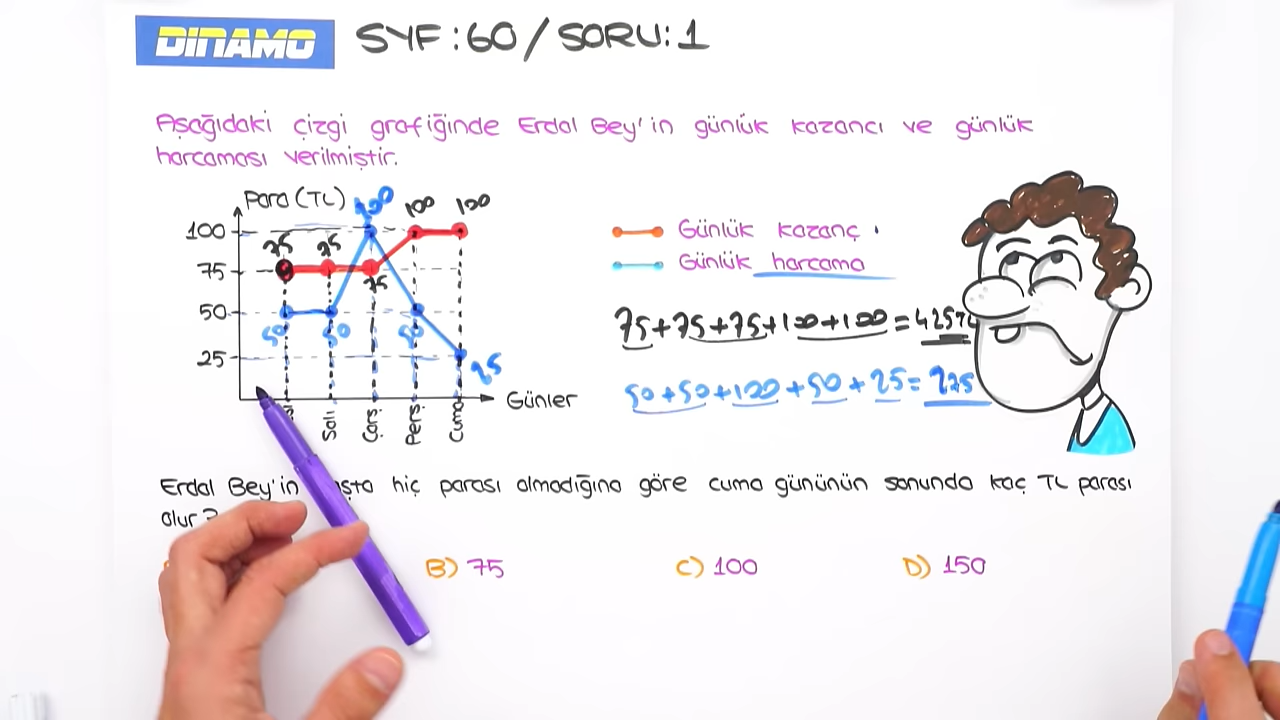 DINAMO SYF:60/SORU:1
Aşağıdaki çizgi grafiğinde Erdal Bey'in günlük kazancı ve günlük
harcaması verilmiştir.
Para (TL)
100
75
50
25
75 75 100 100 100
75
50 50 50 25
Salı Çarş. Perş. Cuma
Günler
Günlük kazanç
Günlük harcama
75+75+75+100+100=425
50+50+100+50+25=275
Erdal Bey'in hiç parası olmadığına göre cuma gününün sonunda kaç TL parası
olur?
B) 75 C) 100 D) 150